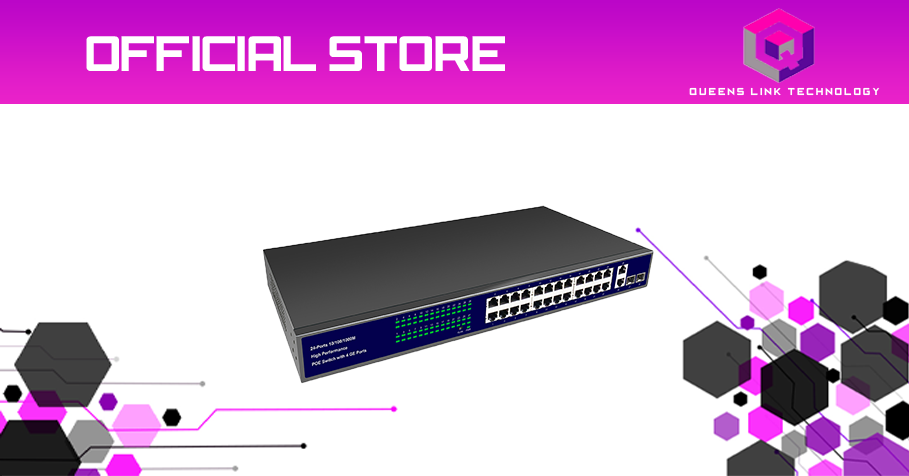 OFFICIAL STORE
QUEENS LINK TECHNOLOGY
24-Ports 10/100/1000M
High Performance
POE Switch with 4 GE Ports